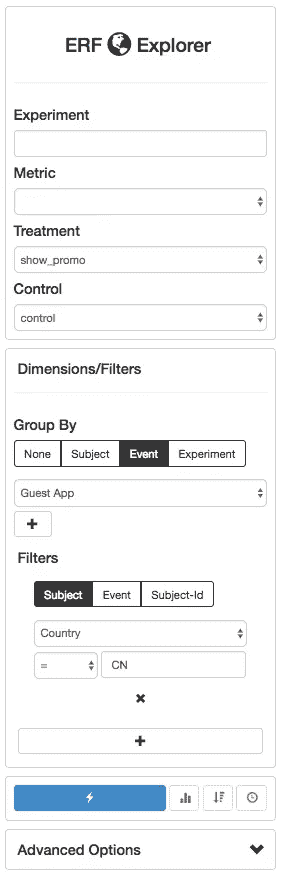 ERF Explorer
Experiment
Metric
Treatment
show_promo
Control
control
Dimensions/Filters
Group By
None Subject Event Experiment
Guest App
Filters
Subject Event Subject-Id
Country
= CN
Advanced Options